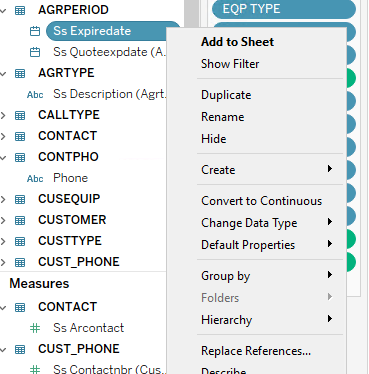 AGRPERIOD
Ss Expiredate
Ss Quoteexpdate (A...
AGRTYPE
Abc Ss Description (Agrt...
CALLTYPE
CONTACT
CONTPHO
Abc Phone
CUSEQUIP
CUSTOMER
CUSTTYPE
CUST_PHONE
Measures
CONTACT
# Ss Arcontact
CUST_PHONE
# Ss Contactnbr (Cus...
EQP TYPE
Add to Sheet
Show Filter
Duplicate
Rename
Hide
Create
Convert to Continuous
Change Data Type
Default Properties
Group by
Folders
Hierarchy
Replace References...
Describe